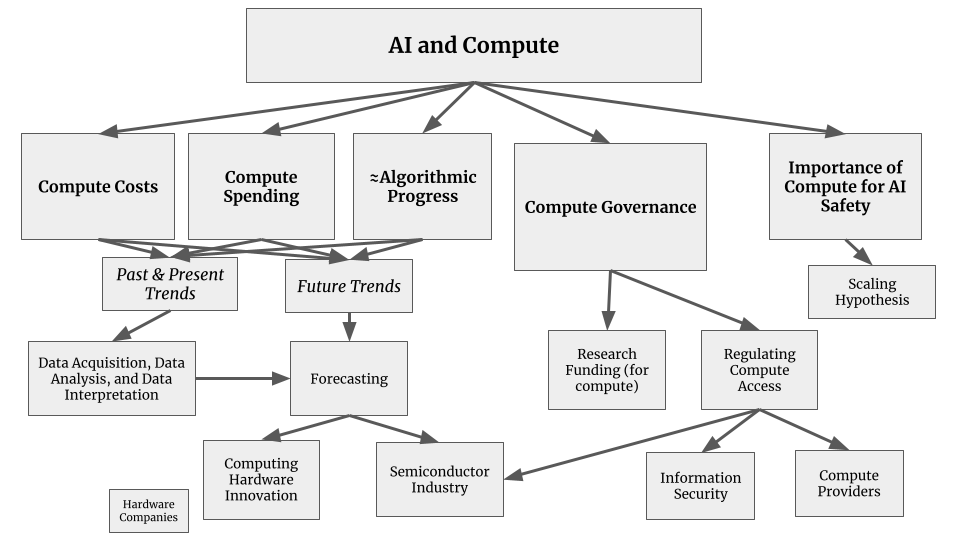 AI and Compute
Compute Costs
Compute
Spending
≈Algorithmic
Progress
Compute Governance
Importance of
Compute for AI
Safety
Past & Present
Trends
Future Trends
Scaling
Hypothesis
Data Acquisition, Data
Analysis, and Data
Interpretation
Forecasting
Research
Funding (for
compute)
Regulating
Compute
Access
Computing
Hardware
Innovation
Semiconductor
Industry
Information
Security
Compute
Providers
Hardware
Companies